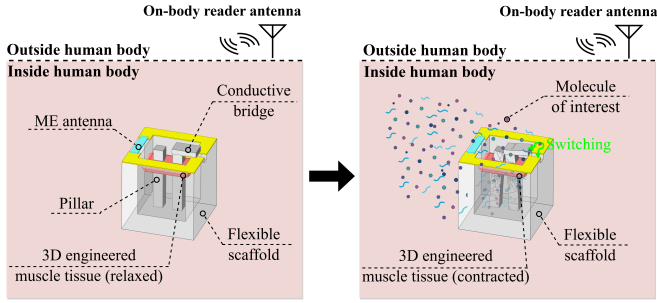 On-body reader antenna
Outside human body
Inside human body
Conductive
bridge
ME antenna
Pillar
Flexible
scaffold
3D engineered
muscle tissue (relaxed)
On-body reader antenna
Outside human body
Inside human body
Molecule
of interest
Switching
Flexible
scaffold
3D engineered
muscle tissue (contracted)